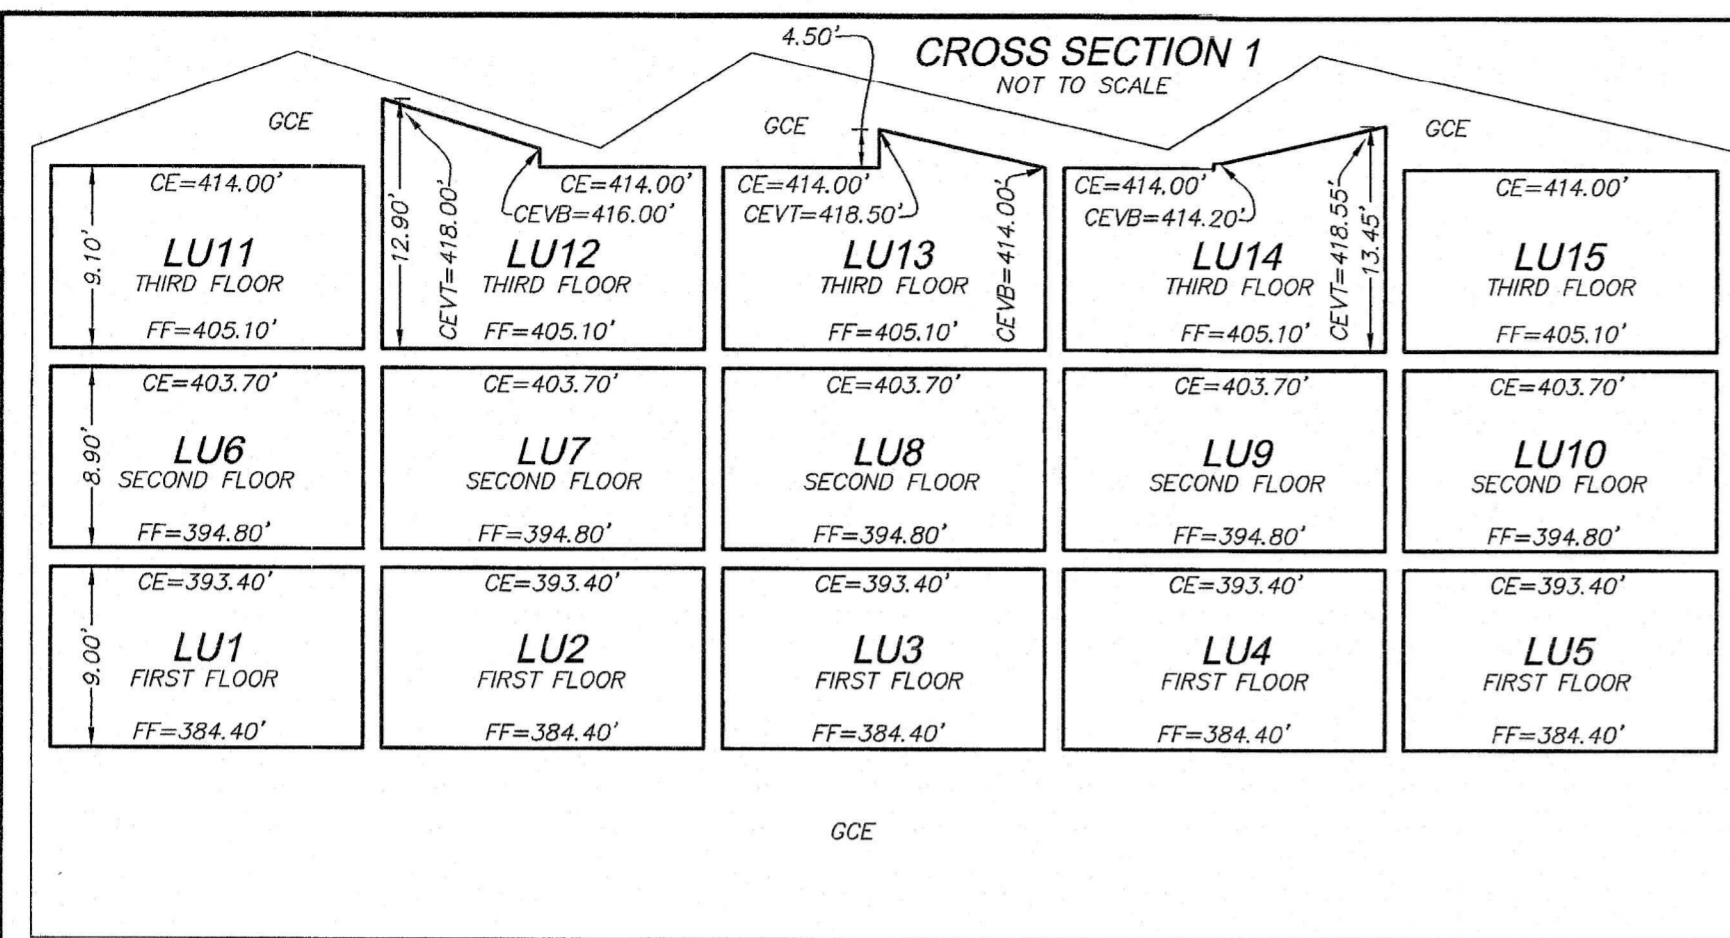 4.50'
CROSS SECTION 1
NOT TO SCALE
GCE
GCE
GCE
CE=414.00'
9.10'
LU11
THIRD FLOOR
FF=405.10'
12.90'
CEVT=418.00'
CE=414.00'
CEVB=416.00'
LU12
THIRD FLOOR
FF=405.10'
CE=414.00'
CEVT=418.50'
LU13
THIRD FLOOR
FF=405.10'
CEVB=414.00'
CE=414.00'
CEVB=414.20'
LU14
THIRD FLOOR
FF=405.10'
CEVT=418.55'
13.45'
CE=414.00'
LU15
THIRD FLOOR
FF=405.10'
CE=403.70'
8.90'
LU6
SECOND FLOOR
FF=394.80'
CE=403.70'
LU7
SECOND FLOOR
FF=394.80'
CE=403.70'
LU8
SECOND FLOOR
FF=394.80'
CE=403.70'
LU9
SECOND FLOOR
FF=394.80'
CE=403.70'
LU10
SECOND FLOOR
FF=394.80'
CE=393.40'
9.00'
LU1
FIRST FLOOR
FF=384.40'
CE=393.40'
LU2
FIRST FLOOR
FF=384.40'
CE=393.40'
LU3
FIRST FLOOR
FF=384.40'
CE=393.40'
LU4
FIRST FLOOR
FF=384.40'
CE=393.40'
LU5
FIRST FLOOR
FF=384.40'
GCE